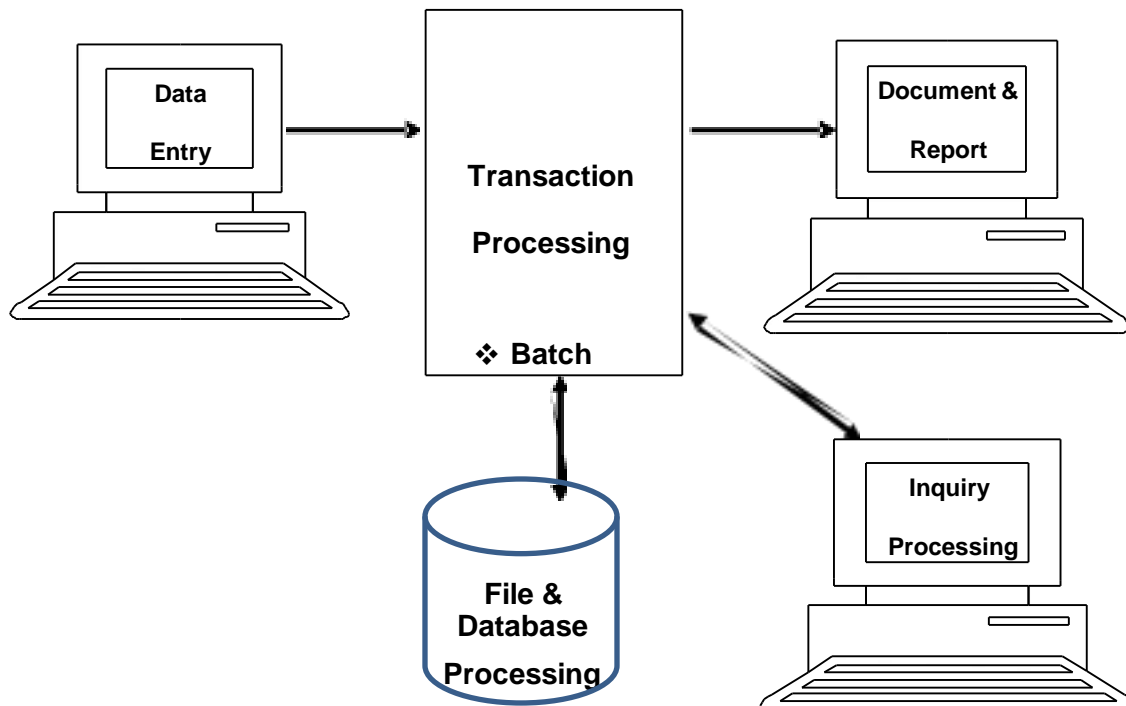 Data
Entry
Transaction
Processing
❖ Batch
Document &
Report
File &
Database
Processing
Inquiry
Processing